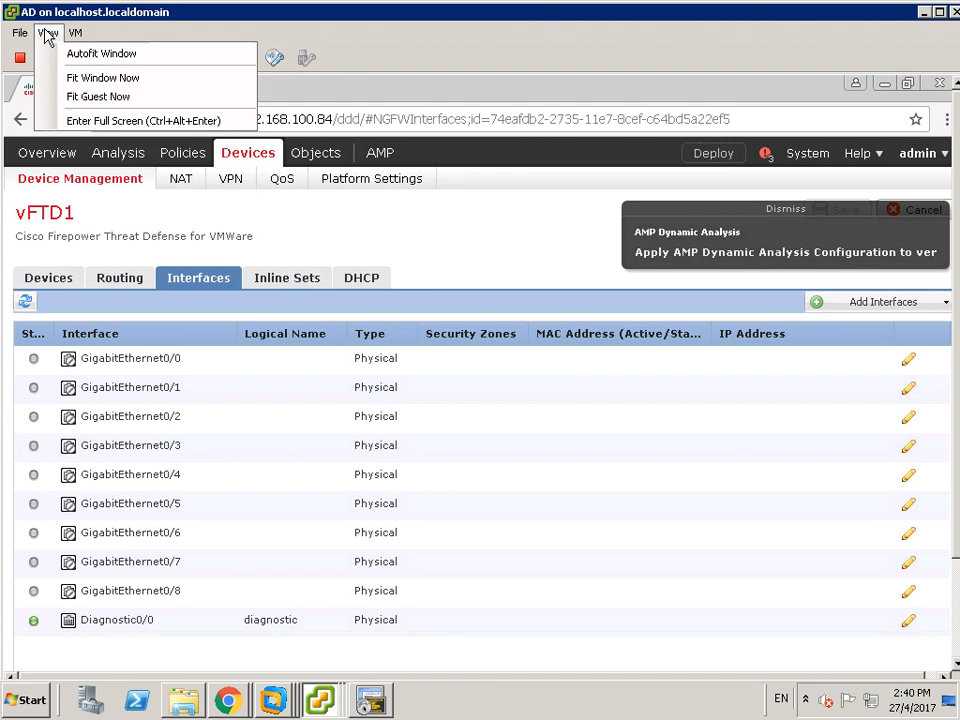 AD on localhost.localdomain
File View VM
Autofit Window
Fit Window Now
Fit Guest Now
Enter Full Screen (Ctrl+Alt+Enter)
2.168.100.84/ddd/#NGFWInterfaces;id=74eafdb2-2735-11e7-8cef-c64bd5a22ef5
Overview Analysis Policies Devices Objects AMP Deploy 3 System Help admin
Device Management NAT VPN QoS Platform Settings
vFTD1
Cisco Firepower Threat Defense for VMWare
Dismiss Save Cancel
AMP Dynamic Analysis
Apply AMP Dynamic Analysis Configuration to ver
Devices Routing Interfaces Inline Sets DHCP
Add Interfaces
St... Interface Logical Name Type Security Zones MAC Address (Active/Sta... IP Address
GigabitEthernet0/0 Physical
GigabitEthernet0/1 Physical
GigabitEthernet0/2 Physical
GigabitEthernet0/3 Physical
GigabitEthernet0/4 Physical
GigabitEthernet0/5 Physical
GigabitEthernet0/6 Physical
GigabitEthernet0/7 Physical
GigabitEthernet0/8 Physical
Diagnostic0/0 diagnostic Physical
Start EN 2:40 PM
27/4/2017